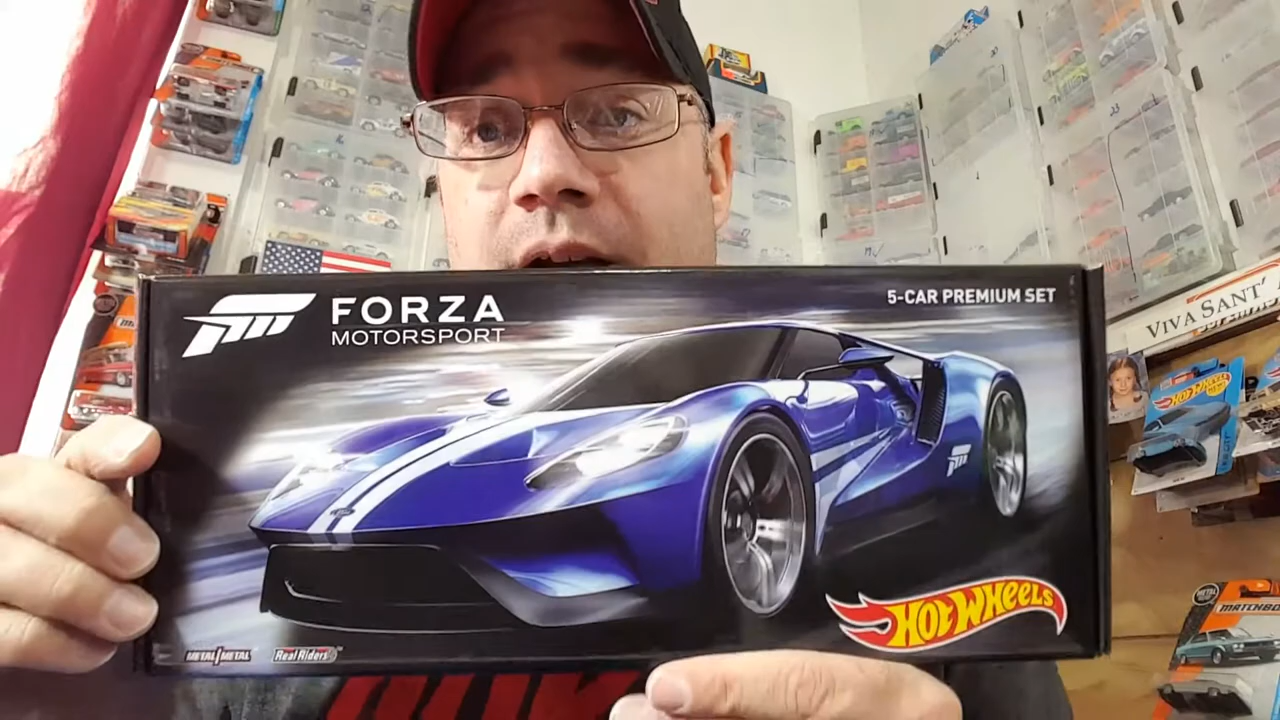 FORZA
MOTORSPORT
5-CAR PREMIUM SET
HOT WHEELS
METAL/METAL
Real Riders
VIVA SANT'
HOT WHEELS
MATCHBOX